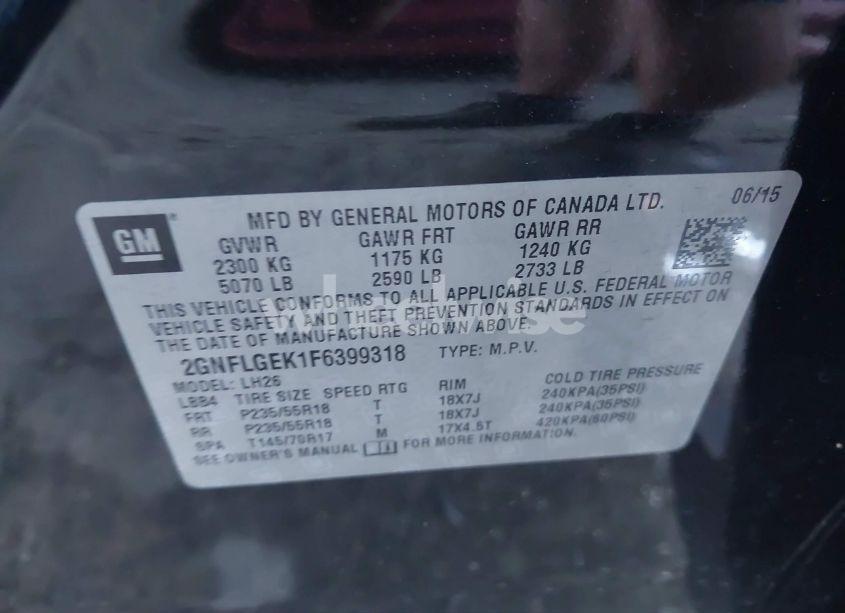 GM
MFD BY GENERAL MOTORS OF CANADA LTD. 06/15
GVWR GAWR FRT GAWR RR
2300 KG 1175 KG 1240 KG
5070 LB 2590 LB 2733 LB
THIS VEHICLE CONFORMS TO ALL APPLICABLE U.S. FEDERAL MOTOR
VEHICLE SAFETY AND THEFT PREVENTION STANDARDS IN EFFECT ON
THE DATE OF MANUFACTURE SHOWN ABOVE.
2GNFLGEK1F6399318 TYPE: M.P.V.
MODEL: LH26
LBB4 TIRE SIZE SPEED RTG RIM COLD TIRE PRESSURE
FRT P235/55R18 T 18X7J 240KPA(35PSI)
RR P235/55R18 T 18X7J 240KPA(35PSI)
SPA T145/70R17 M 17X4.5T 420KPA(60PSI)
SEE OWNER'S MANUAL FOR MORE INFORMATION.